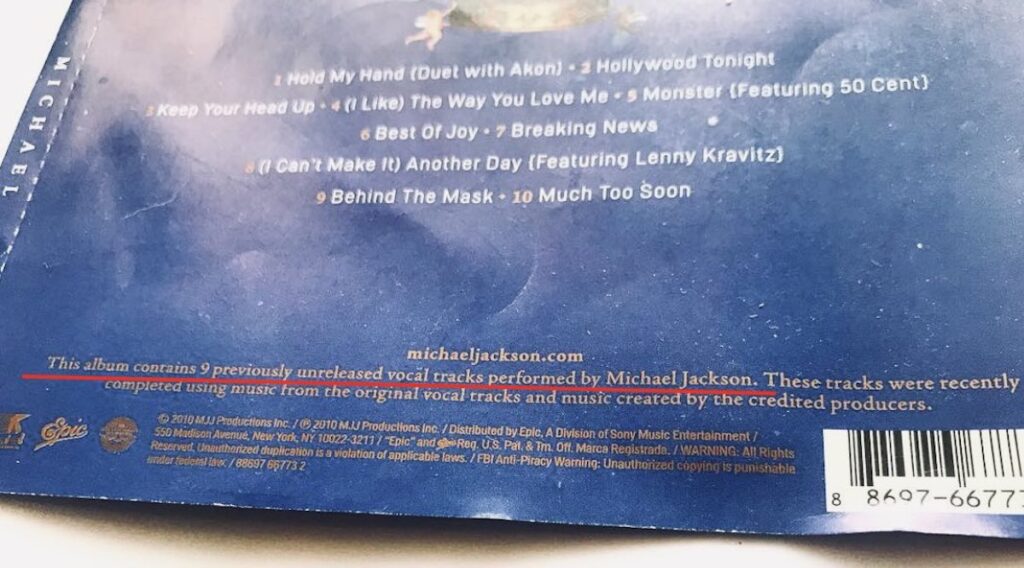 MICHAEL
1 Hold My Hand (Duet with Akon) • 2 Hollywood Tonight
3 Keep Your Head Up • 4 (I Like) The Way You Love Me • 5 Monster (Featuring 50 Cent)
6 Best Of Joy • 7 Breaking News
8 (I Can't Make It) Another Day (Featuring Lenny Kravitz)
9 Behind The Mask • 10 Much Too Soon
michaeljackson.com
This album contains 9 previously unreleased vocal tracks performed by Michael Jackson. These tracks were recently
completed using music from the original vocal tracks and music created by the credited producers.
Epic
© 2010 MJJ Productions Inc. / ℗ 2010 MJJ Productions Inc. / Distributed by Epic, A Division of Sony Music Entertainment /
550 Madison Avenue, New York, NY 10022-3211 / "Epic" and Reg. U.S. Pat. & Tm. Off. Marca Registrada. / WARNING: All Rights
Reserved. Unauthorized duplication is a violation of applicable laws. / FBI Anti-Piracy Warning: Unauthorized copying is punishable
under federal law. / 88697 66773 2
8 8697-66773